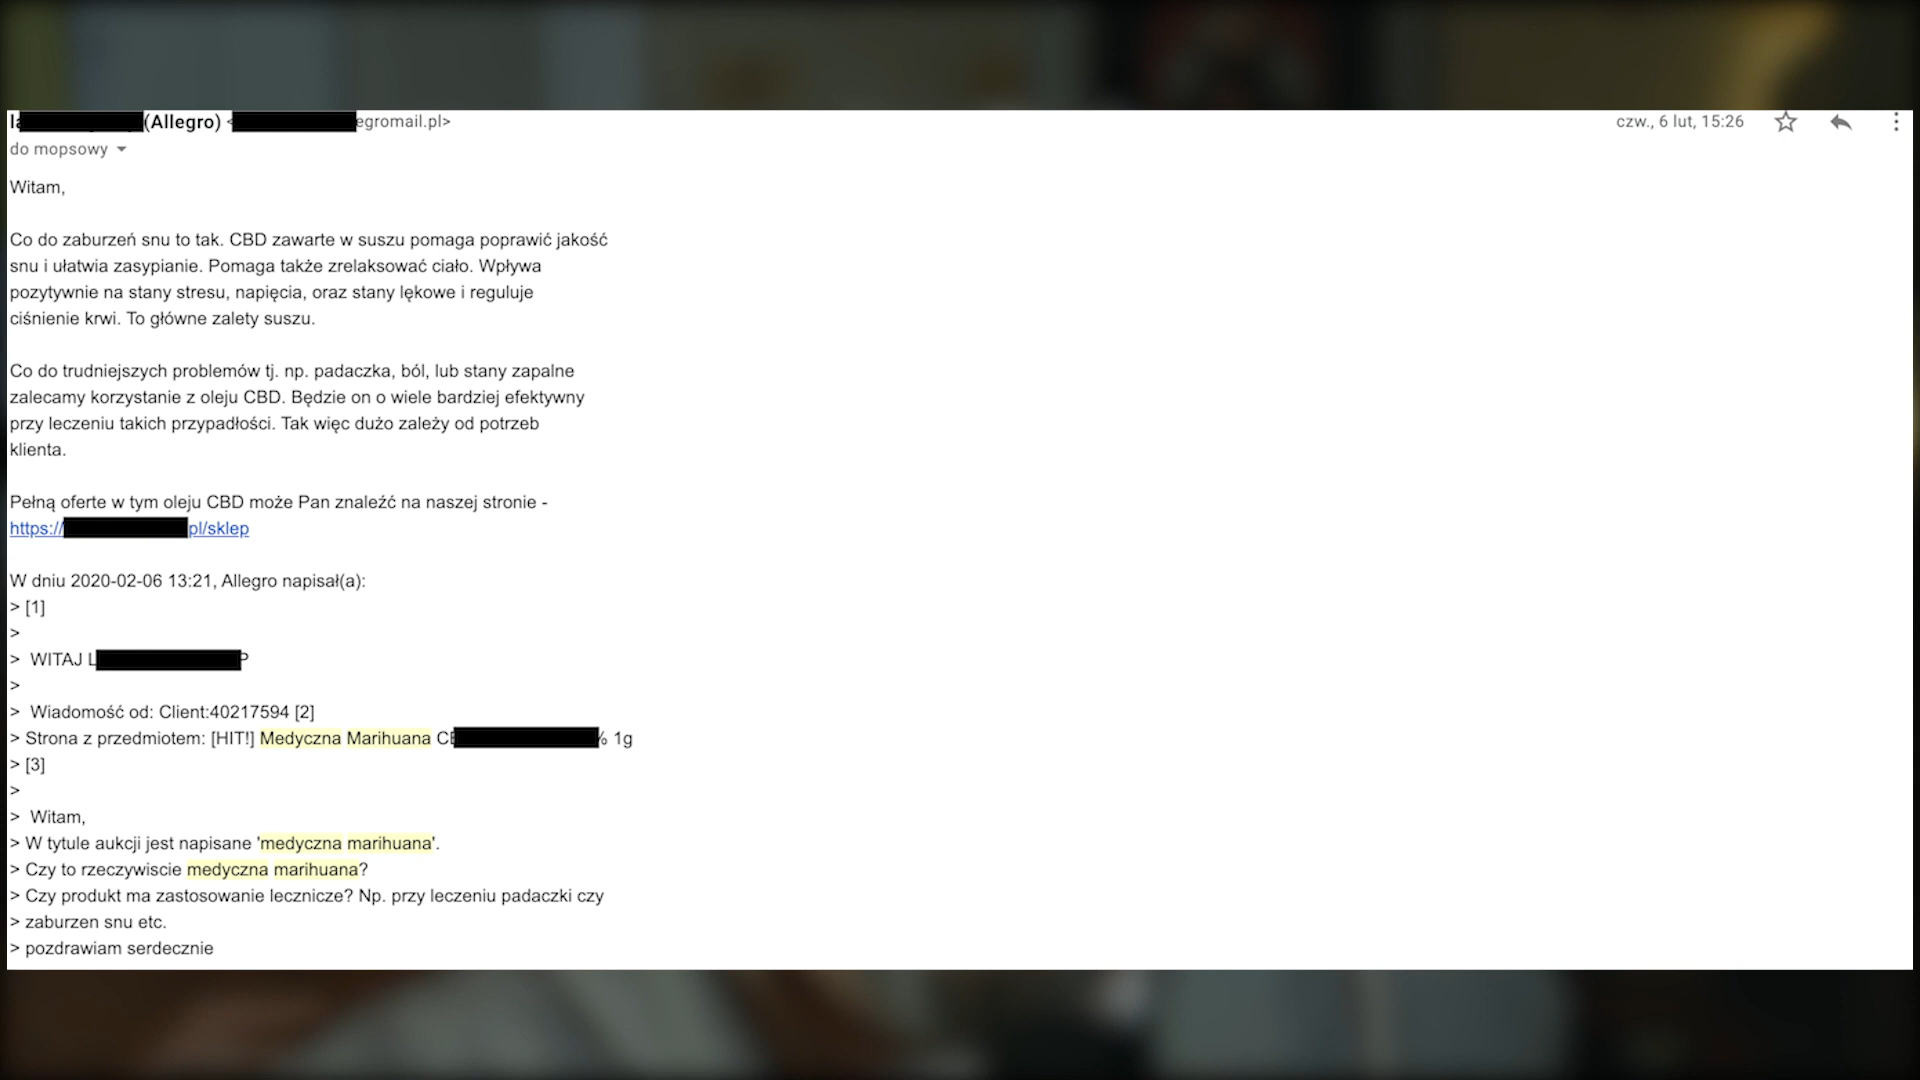 (Allegro) < egromail.pl>
czw., 6 lut, 15:26
do mopsowy
Witam,
Co do zaburzeń snu to tak. CBD zawarte w suszu pomaga poprawić jakość
snu i ułatwia zasypianie. Pomaga także zrelaksować ciało. Wpływa
pozytywnie na stany stresu, napięcia, oraz stany lękowe i reguluje
ciśnienie krwi. To główne zalety suszu.
Co do trudniejszych problemów tj. np. padaczka, ból, lub stany zapalne
zalecamy korzystanie z oleju CBD. Będzie on o wiele bardziej efektywny
przy leczeniu takich przypadłości. Tak więc dużo zależy od potrzeb
klienta.
Pełną oferte w tym oleju CBD może Pan znaleźć na naszej stronie -
https:// pl/sklep
W dniu 2020-02-06 13:21, Allegro napisał(a):
> [1]
>
> WITAJ L P
>
> Wiadomość od: Client:40217594 [2]
> Strona z przedmiotem: [HIT!] Medyczna Marihuana C % 1g
> [3]
>
> Witam,
> W tytule aukcji jest napisane 'medyczna marihuana'.
> Czy to rzeczywiscie medyczna marihuana?
> Czy produkt ma zastosowanie lecznicze? Np. przy leczeniu padaczki czy
> zaburzen snu etc.
> pozdrawiam serdecznie